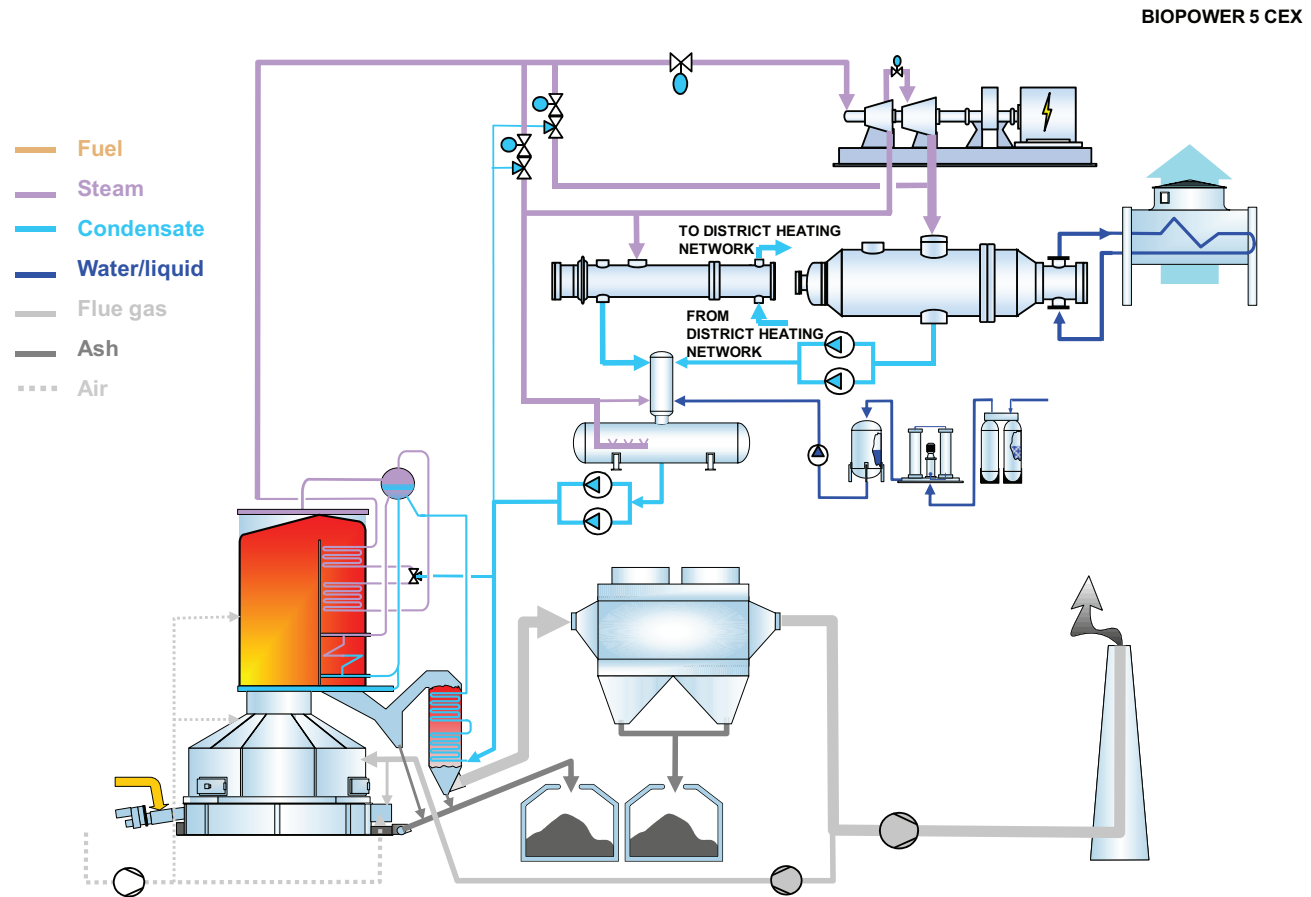 BIOPOWER 5 CEX
Fuel
Steam
Condensate
Water/liquid
Flue gas
Ash
Air
TO DISTRICT HEATING
NETWORK
FROM
DISTRICT HEATING
NETWORK